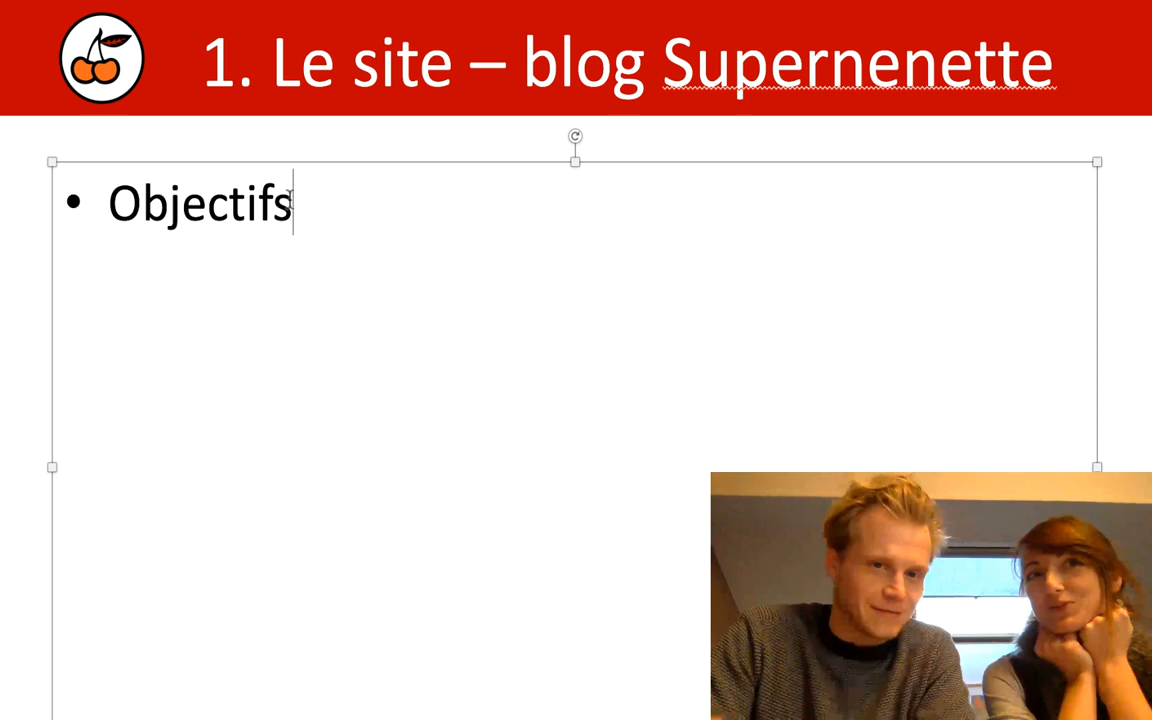 1. Le site – blog Supernenette
• Objectifs